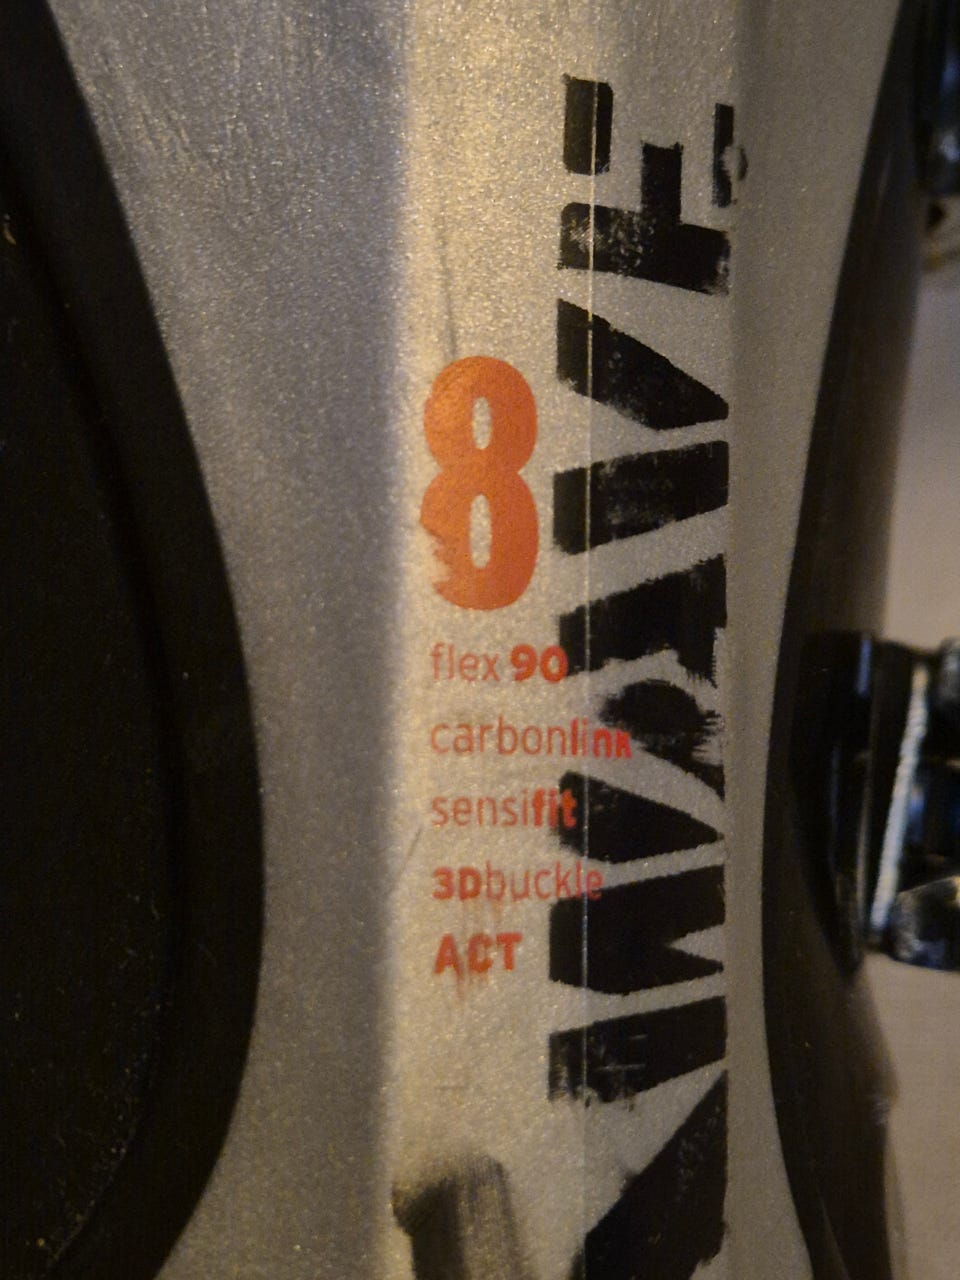 8
flex 90
carbonlink
sensifit
3Dbuckle
ACT